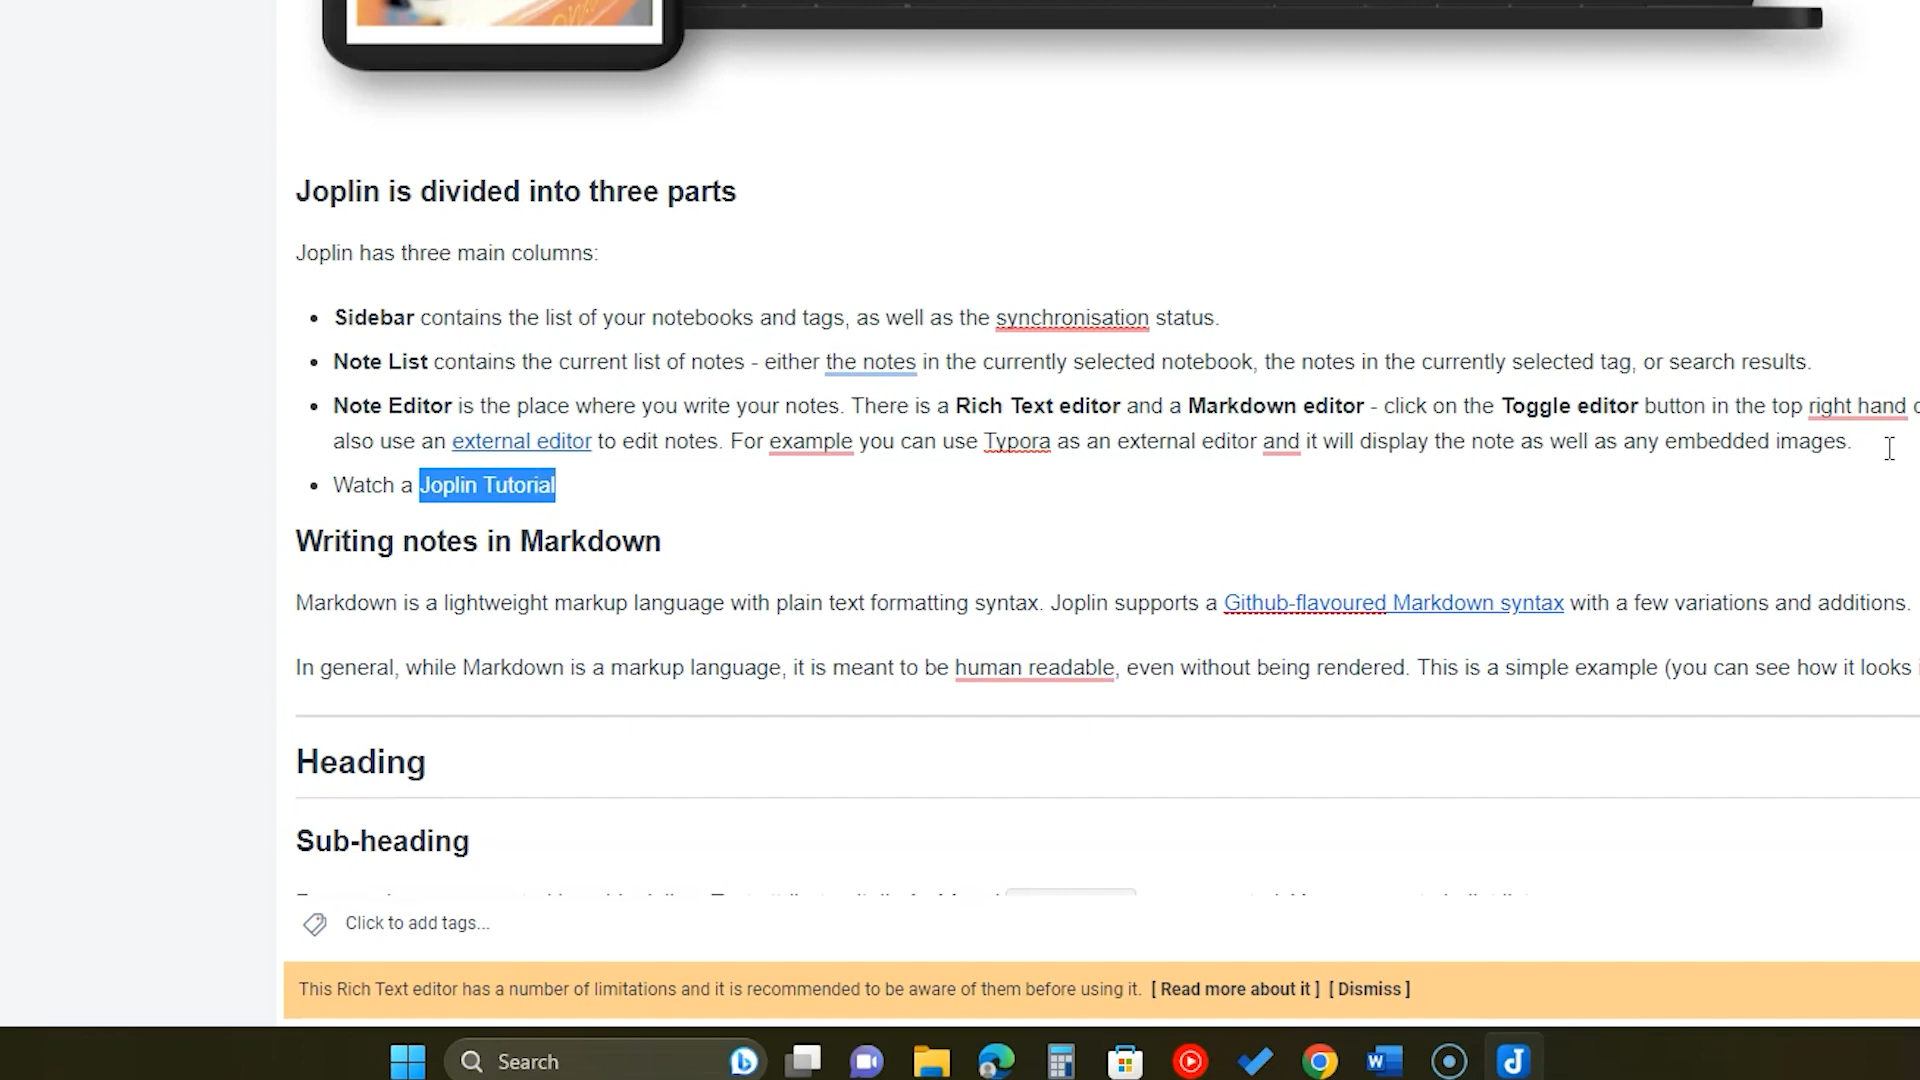 Joplin is divided into three parts
Joplin has three main columns:
Sidebar contains the list of your notebooks and tags, as well as the synchronisation status.
Note List contains the current list of notes - either the notes in the currently selected notebook, the notes in the currently selected tag, or search results.
Note Editor is the place where you write your notes. There is a Rich Text editor and a Markdown editor - click on the Toggle editor button in the top right hand
also use an external editor to edit notes. For example you can use Typora as an external editor and it will display the note as well as any embedded images.
Watch a Joplin Tutorial
Writing notes in Markdown
Markdown is a lightweight markup language with plain text formatting syntax. Joplin supports a Github-flavoured Markdown syntax with a few variations and additions.
In general, while Markdown is a markup language, it is meant to be human readable, even without being rendered. This is a simple example (you can see how it looks
Heading
Sub-heading
Click to add tags...
This Rich Text editor has a number of limitations and it is recommended to be aware of them before using it. [ Read more about it ] [ Dismiss ]
Search